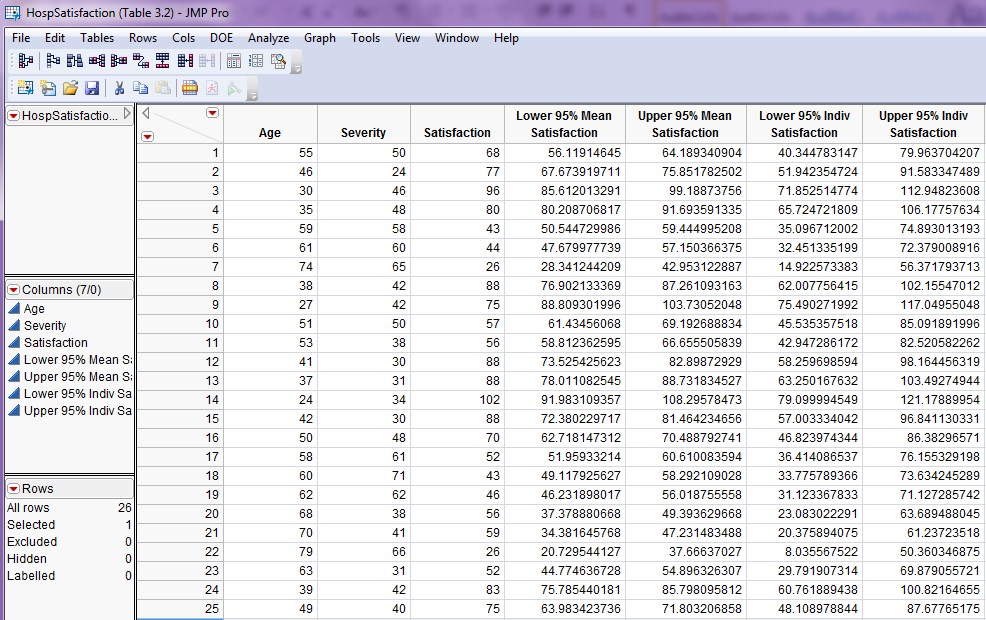 HospSatisfaction (Table 3.2) - JMP Pro
File Edit Tables Rows Cols DOE Analyze Graph Tools View Window Help
HospSatisfactio...
Columns (7/0)
Age
Severity
Satisfaction
Lower 95% Mean Sa
Upper 95% Mean Sa
Lower 95% Indiv Sa
Upper 95% Indiv Sa
Rows
All rows 26
Selected 1
Excluded 0
Hidden 0
Labelled 0
Age Severity Satisfaction Lower 95% Mean Satisfaction Upper 95% Mean Satisfaction Lower 95% Indiv Satisfaction Upper 95% Indiv Satisfaction
1 55 50 68 56.11914645 64.189340904 40.344783147 79.963704207
2 46 24 77 67.673919711 75.851782502 51.942354724 91.583347489
3 30 46 96 85.612013291 99.18873756 71.852514774 112.94823608
4 35 48 80 80.208706817 91.693591335 65.724721809 106.17757634
5 59 58 43 50.544729986 59.444995208 35.096712002 74.893013193
6 61 60 44 47.679977739 57.150366375 32.451335199 72.379008916
7 74 65 26 28.341244209 42.953122887 14.922573383 56.371793713
8 38 42 88 76.902133369 87.261093163 62.007756415 102.15547012
9 27 42 75 88.809301996 103.73052048 75.490271992 117.04955048
10 51 50 57 61.43456068 69.192688834 45.535357518 85.091891996
11 53 38 56 58.812362595 66.655505839 42.947286172 82.520582262
12 41 30 88 73.525425623 82.89872929 58.259698594 98.164456319
13 37 31 88 78.011082545 88.731834527 63.250167632 103.49274944
14 24 34 102 91.983109357 108.29578473 79.099994549 121.17889954
15 42 30 88 72.380229717 81.464234656 57.003334042 96.841130331
16 50 48 70 62.718147312 70.488792741 46.823974344 86.38296571
17 58 61 52 51.95933214 60.610083594 36.414086537 76.155329198
18 60 71 43 49.117925627 58.292109028 33.775789366 73.634245289
19 62 62 46 46.231898017 56.018755558 31.123367833 71.127285742
20 68 38 56 37.378880668 49.393629668 23.083022291 63.689488045
21 70 41 59 34.381645768 47.231483488 20.375894075 61.23723518
22 79 66 26 20.729544127 37.66637027 8.035567522 50.360346875
23 63 31 52 44.774636728 54.896326307 29.791907314 69.879055721
24 39 42 83 75.785440181 85.798095812 60.761889438 100.82164655
25 49 40 75 63.983423736 71.803206858 48.108978844 87.67765175